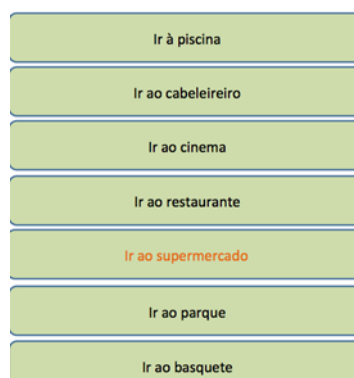 Ir à piscina
Ir ao cabeleireiro
Ir ao cinema
Ir ao restaurante
Ir ao supermercado
Ir ao parque
Ir ao basquete